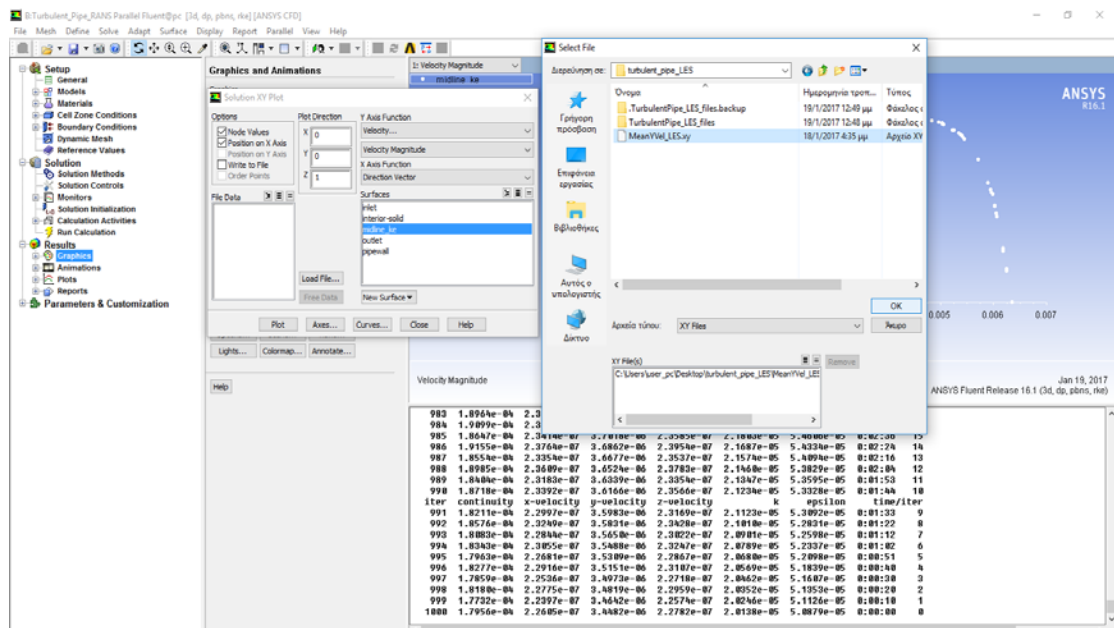 B:Turbulent_Pipe_RANS Parallel Fluent@pc [3d, dp, pbns, rke] [ANSYS CFD]
File Mesh Define Solve Adapt Surface Display Report Parallel View Help
Setup
General
Models
Materials
Cell Zone Conditions
Boundary Conditions
Dynamic Mesh
Reference Values
Solution
Solution Methods
Solution Controls
Monitors
Solution Initialization
Calculation Activities
Run Calculation
Results
Graphics
Animations
Plots
Reports
Parameters & Customization
Graphics and Animations
Solution XY Plot
Options
Node Values
Position on X Axis
Position on Y Axis
Write to File
Order Points
Plot Direction
X 0
Y 0
Z 1
Y Axis Function
Velocity...
Velocity Magnitude
X Axis Function
Direction Vector
File Data
Surfaces
inlet
interior-solid
midline_ke
outlet
pipewall
Load File...
Free Data
New Surface
Plot Axes... Curves... Close Help
Lights... Colormap... Annotate...
Help
1: Velocity Magnitude
midline_ke
Select File
Διερεύνηση σε: turbulent_pipe_LES
Όνομα Ημερομηνία τροπ... Τύπος
.TurbulentPipe_LES_files.backup 19/1/2017 12:49 μμ Φάκελος α
TurbulentPipe_LES_files 19/1/2017 12:48 μμ Φάκελος α
MeanYVel_LES.xy 18/1/2017 4:35 μμ Αρχείο XY
Γρήγορη πρόσβαση
Επιφάνεια εργασίας
Βιβλιοθήκες
Αυτός ο υπολογιστής
Δίκτυο
OK
Αρχεία τύπου: XY Files
Άκυρο
XY File(s)
Remove
C:\Users\user_pc\Desktop\turbulent_pipe_LES\MeanYVel_LES
ANSYS
R16.1
0.005 0.006 0.007
Velocity Magnitude
Jan 19, 2017
ANSYS Fluent Release 16.1 (3d, dp, pbns, rke)
983 1.8964e-04 2.3
984 1.9099e-04 2.3
985 1.8647e-04 2.3414e-07 3.7018e-06 2.3585e-07 2.1803e-05 5.4606e-05 0:02:36 15
986 1.9155e-04 2.3764e-07 3.6862e-06 2.3954e-07 2.1687e-05 5.4334e-05 0:02:24 14
987 1.8554e-04 2.3354e-07 3.6677e-06 2.3537e-07 2.1574e-05 5.4094e-05 0:02:16 13
988 1.8985e-04 2.3609e-07 3.6524e-06 2.3783e-07 2.1460e-05 5.3829e-05 0:02:04 12
989 1.8404e-04 2.3183e-07 3.6339e-06 2.3354e-07 2.1347e-05 5.3595e-05 0:01:53 11
990 1.8718e-04 2.3392e-07 3.6166e-06 2.3566e-07 2.1234e-05 5.3328e-05 0:01:44 10
iter continuity x-velocity y-velocity z-velocity k epsilon time/iter
991 1.8211e-04 2.2997e-07 3.5983e-06 2.3169e-07 2.1123e-05 5.3092e-05 0:01:33 9
992 1.8576e-04 2.3249e-07 3.5831e-06 2.3428e-07 2.1010e-05 5.2831e-05 0:01:22 8
993 1.8083e-04 2.2844e-07 3.5650e-06 2.3022e-07 2.0901e-05 5.2598e-05 0:01:12 7
994 1.8343e-04 2.3055e-07 3.5488e-06 2.3247e-07 2.0789e-05 5.2337e-05 0:01:02 6
995 1.7963e-04 2.2681e-07 3.5309e-06 2.2867e-07 2.0680e-05 5.2098e-05 0:00:51 5
996 1.8277e-04 2.2916e-07 3.5151e-06 2.3107e-07 2.0569e-05 5.1839e-05 0:00:40 4
997 1.7859e-04 2.2536e-07 3.4973e-06 2.2718e-07 2.0462e-05 5.1607e-05 0:00:30 3
998 1.8180e-04 2.2775e-07 3.4819e-06 2.2959e-07 2.0352e-05 5.1353e-05 0:00:20 2
999 1.7732e-04 2.2397e-07 3.4642e-06 2.2574e-07 2.0246e-05 5.1126e-05 0:00:10 1
1000 1.7956e-04 2.2605e-07 3.4482e-06 2.2782e-07 2.0138e-05 5.0879e-05 0:00:00 0